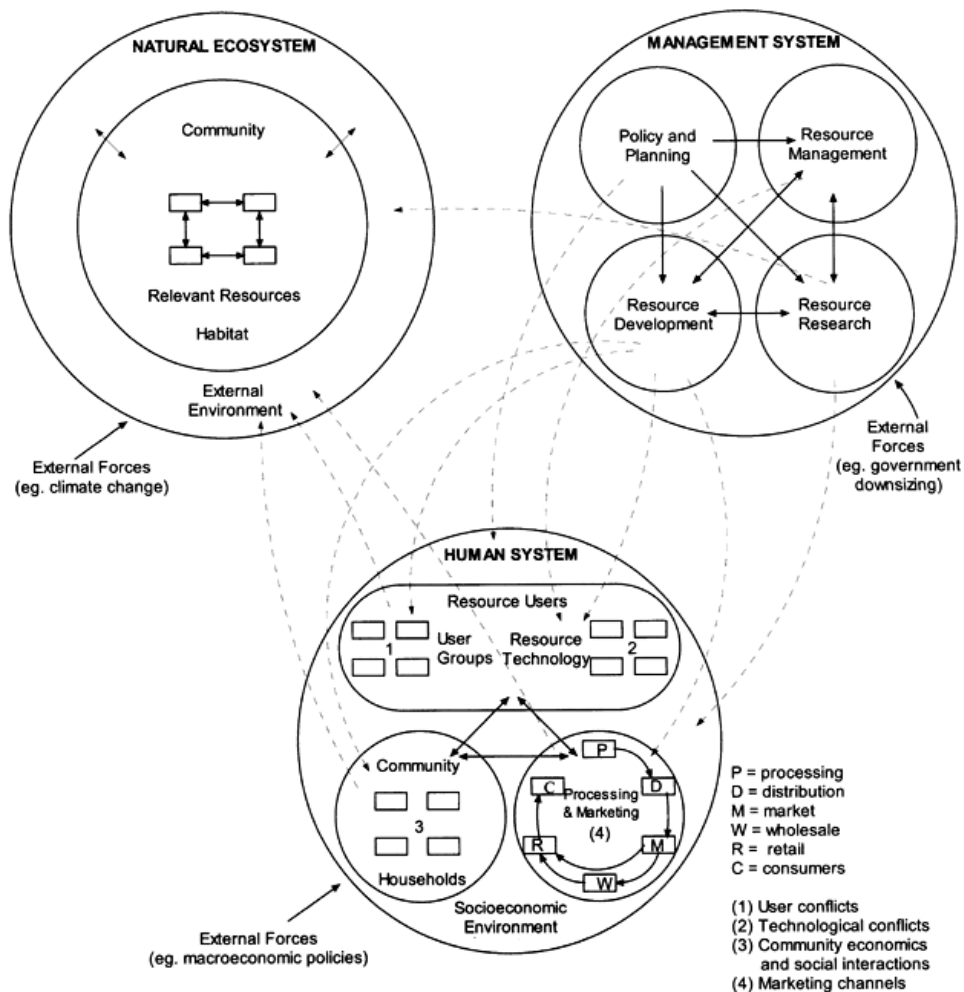 NATURAL ECOSYSTEM
Community
Relevant Resources
Habitat
External
Environment
External Forces
(eg. climate change)
MANAGEMENT SYSTEM
Policy and
Planning
Resource
Management
Resource
Development
Resource
Research
External
Forces
(eg. government
downsizing)
HUMAN SYSTEM
Resource Users
1
User
Groups
Resource
Technology
2
Community
3
Households
P
D
M
W
R
C
Processing
& Marketing
(4)
Socioeconomic
Environment
External Forces
(eg. macroeconomic policies)
P = processing
D = distribution
M = market
W = wholesale
R = retail
C = consumers
(1) User conflicts
(2) Technological conflicts
(3) Community economics
and social interactions
(4) Marketing channels